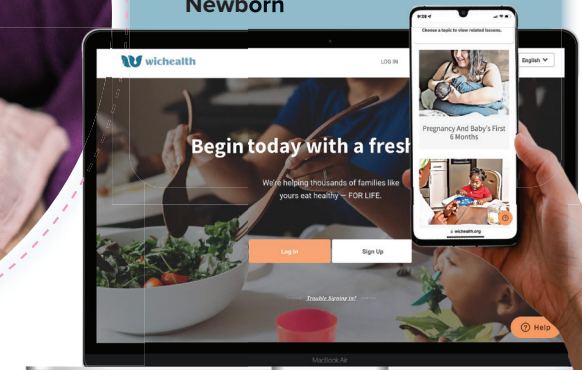 Newborn
wichealth
LOG IN
English
Begin today with a fresh
We're helping thousands of families like
yours eat healthy — FOR LIFE.
Log In
Sign Up
Trouble Signing in?
Help
MacBook Air
9:28
Choose a topic to view related lessons.
Pregnancy And Baby's First
6 Months
wichealth.org